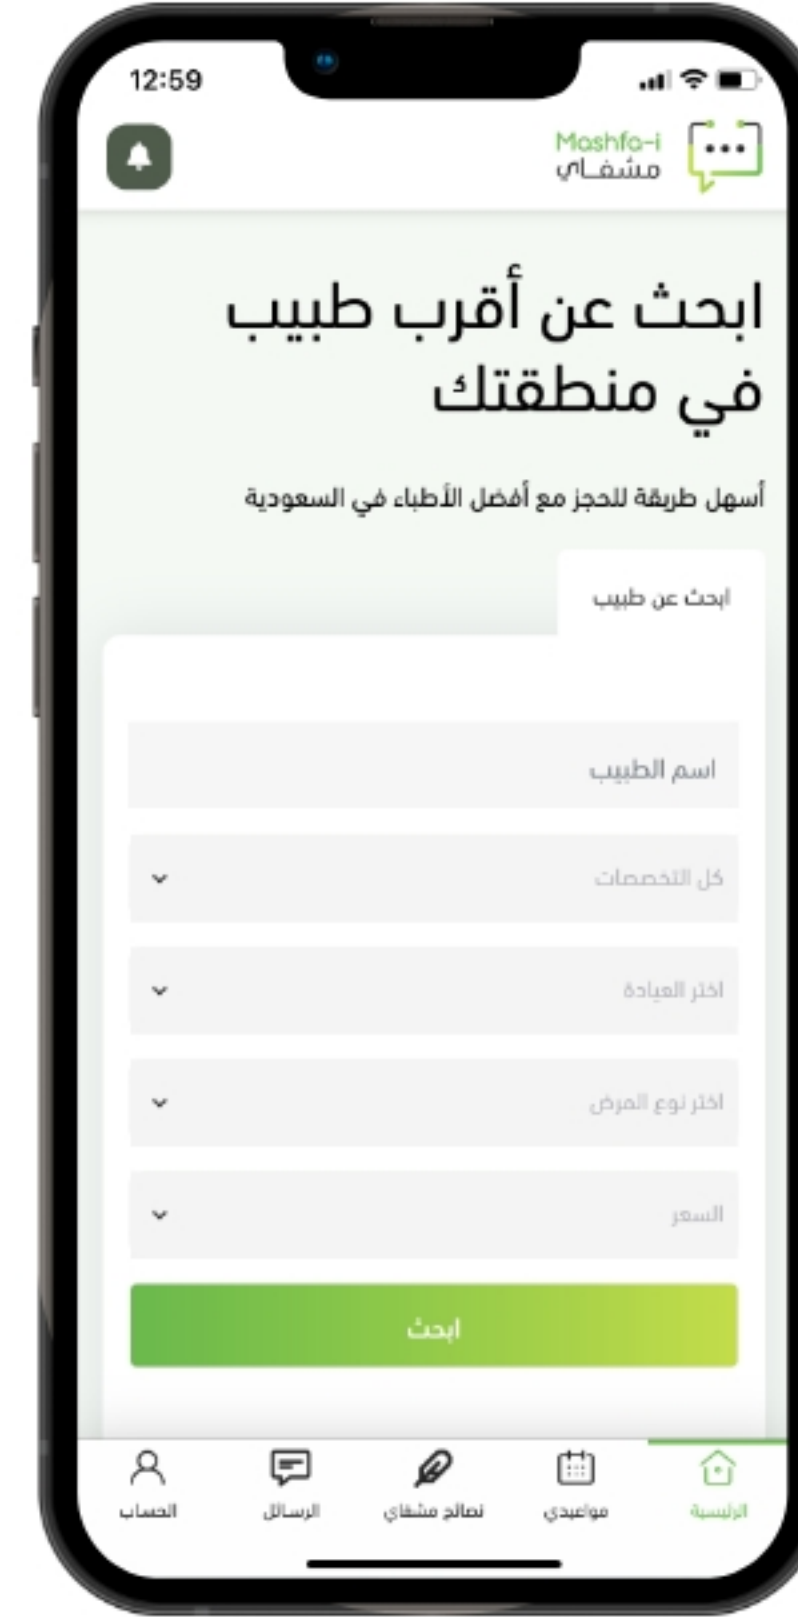 12:59
Mashfa-i
مشفاي
ابحث عن أقرب طبيب
في منطقتك
أسهل طريقة للحجز مع أفضل الأطباء في السعودية
ابحث عن طبيب
اسم الطبيب
كل التخصصات
اختر العيادة
اختر نوع المرض
السعر
ابحث
الرئيسية
مواعيدي
نصائح مشفاي
الرسائل
الحساب